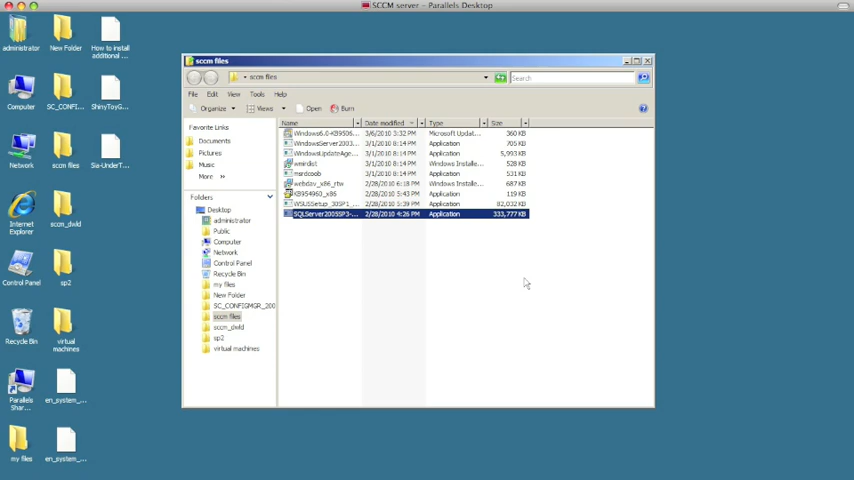 SCCM server – Parallels Desktop
administrator
New Folder
How to install
additional ...
Computer
SC_CONFI...
ShinyToyG...
Network
sccm files
Sia-UnderT...
Internet
Explorer
sccm_dwld
Control Panel
sp2
Recycle Bin
virtual
machines
Parallels
Shar...
en_system_...
my files
en_system_...
sccm files
sccm files
Search
File Edit View Tools Help
Organize Views Open Burn
Favorite Links
Documents
Pictures
Music
More »
Folders
Desktop
administrator
Public
Computer
Network
Control Panel
Recycle Bin
my files
New Folder
SC_CONFIGMGR_200
sccm files
sccm_dwld
sp2
virtual machines
Name Date modified Type Size
Windows6.0-KB9506... 3/6/2010 3:32 PM Microsoft Updat... 360 KB
WindowsServer2003... 3/1/2010 8:14 PM Application 705 KB
WindowsUpdateAge... 3/1/2010 8:14 PM Application 5,993 KB
wmirdist 3/1/2010 8:14 PM Windows Installe... 528 KB
msrdcoob 3/1/2010 8:14 PM Application 531 KB
webdav_x86_rtw 2/28/2010 6:18 PM Windows Installe... 687 KB
KB954960_x86 2/28/2010 5:43 PM Application 119 KB
WSUSSetup_30SP1_... 2/28/2010 5:39 PM Application 82,032 KB
SQLServer2005SP3-... 2/28/2010 4:26 PM Application 333,777 KB